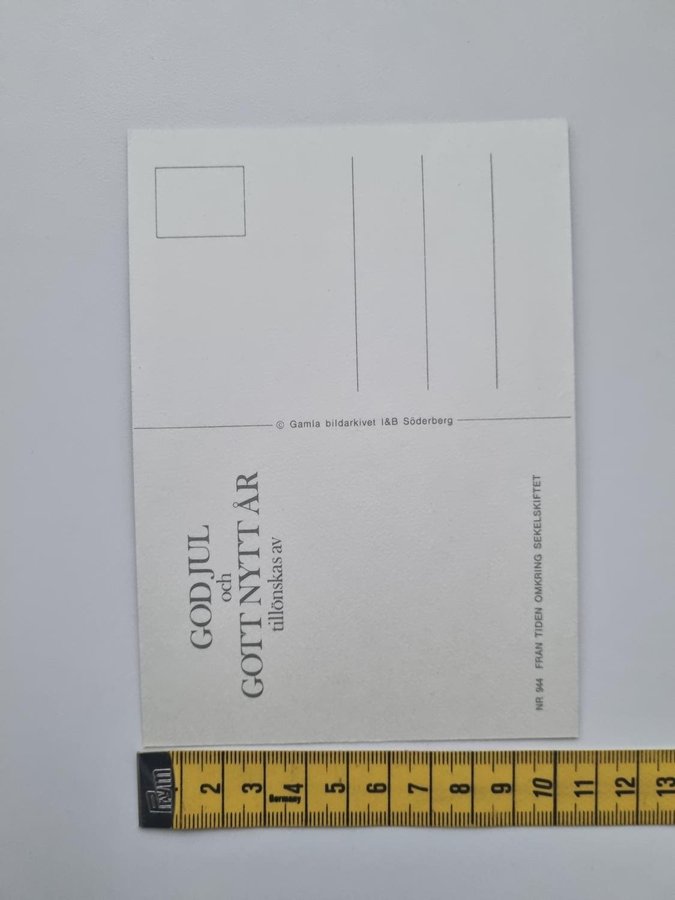 GOD JUL
och
GOTT NYTT ÅR
tillönskas av
© Gamla bildarkivet I&B Söderberg
NR 944 FRÅN TIDEN OMKRING SEKELSKIFTET
Prym
2 3 4 5 6 7 8 9 10 11 12 13
Germany